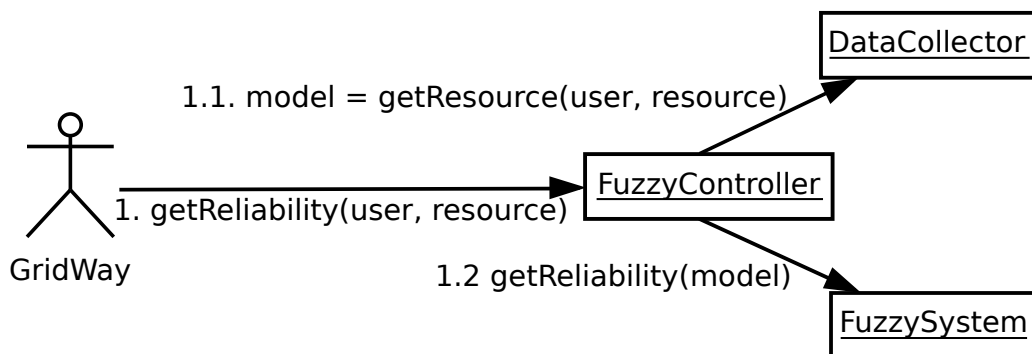 DataCollector
1.1. model = getResource(user, resource)
FuzzyController
1. getReliability(user, resource)
GridWay
1.2 getReliability(model)
FuzzySystem